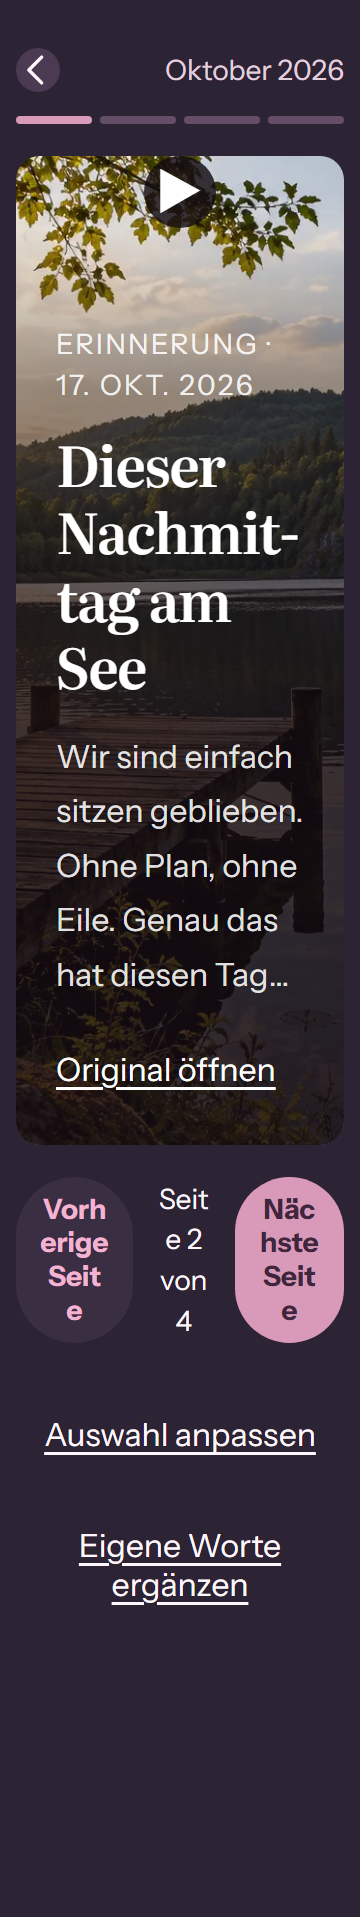 Oktober 2026
ERINNERUNG ·
17. OKT. 2026
Dieser
Nachmit-
tag am
See
Wir sind einfach
sitzen geblieben.
Ohne Plan, ohne
Eile. Genau das
hat diesen Tag...
Original öffnen
Vorh
erige
Seit
e
Seit
e 2
von
4
Näc
hste
Seit
e
Auswahl anpassen
Eigene Worte
ergänzen